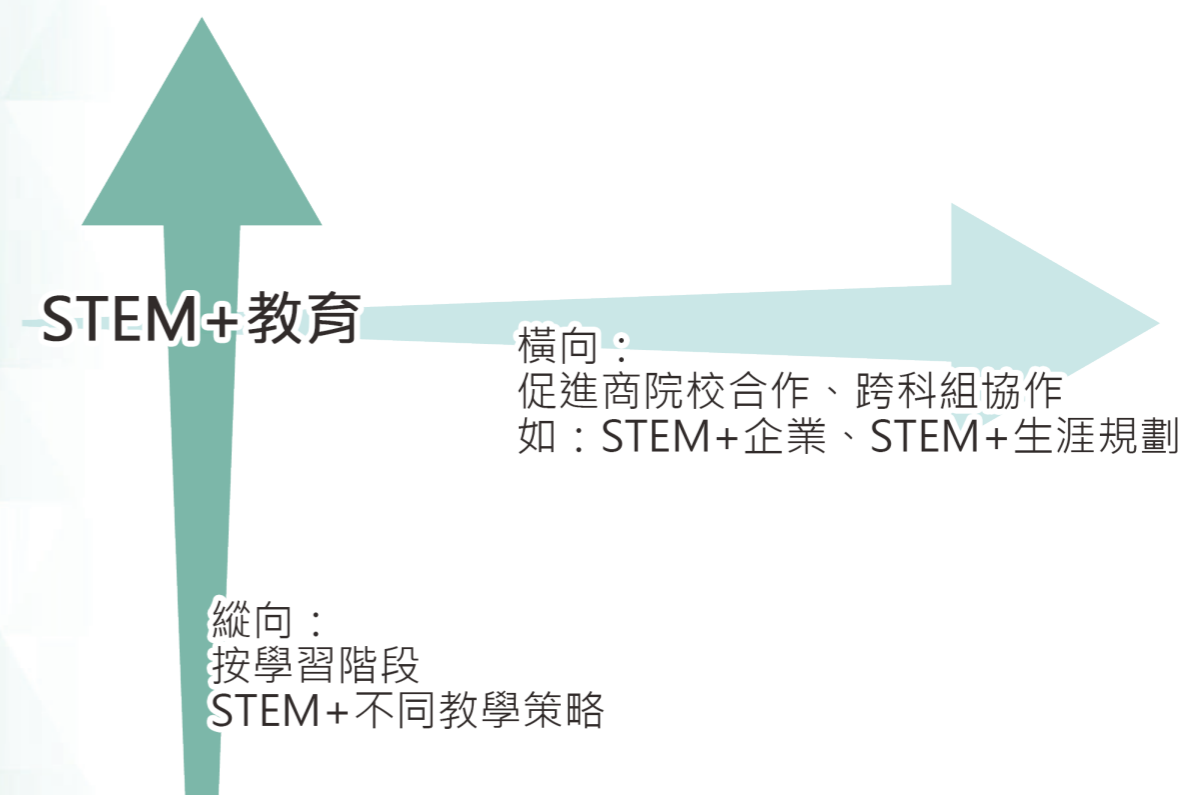 STEM+教育
橫向：
促進商院校合作、跨科組協作
如：STEM+企業、STEM+生涯規劃
縱向：
按學習階段
STEM+不同教學策略